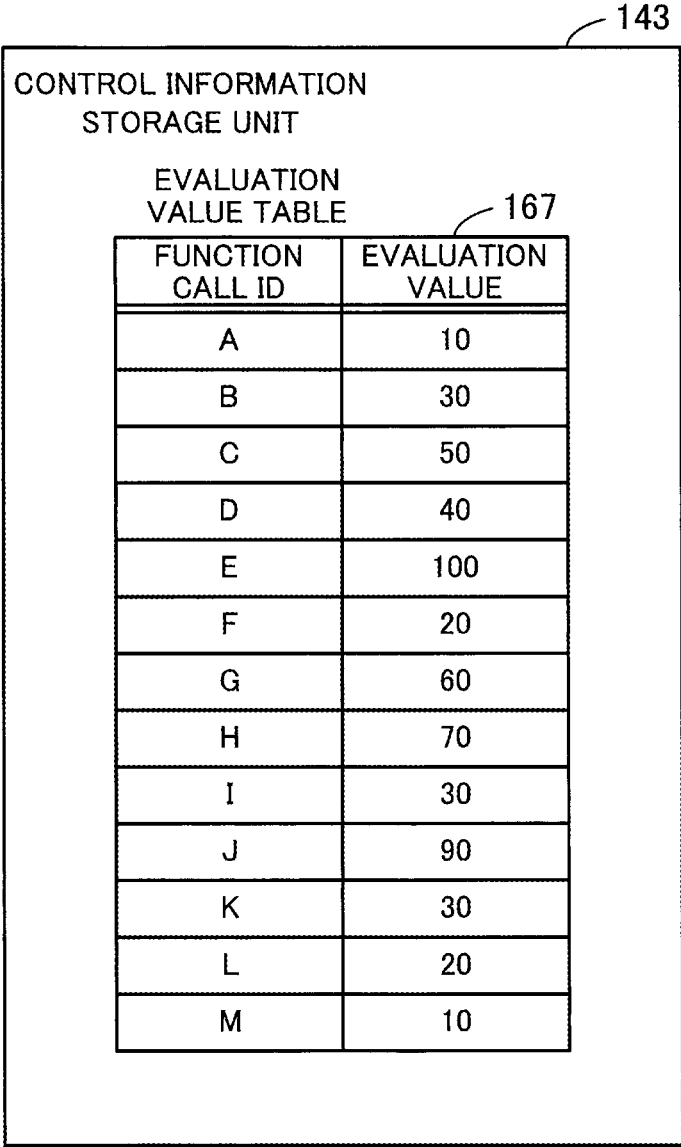 143
CONTROL INFORMATION
STORAGE UNIT
EVALUATION
VALUE TABLE
167
FUNCTION CALL ID EVALUATION VALUE
A 10
B 30
C 50
D 40
E 100
F 20
G 60
H 70
I 30
J 90
K 30
L 20
M 10